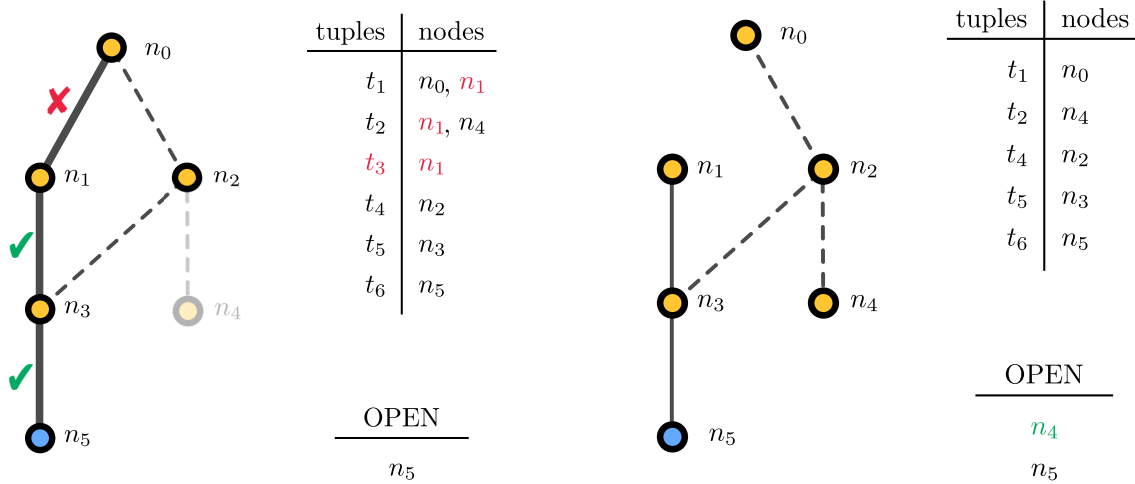 n₀
n₁
n₂
n₃
n₄
n₅
✘
✔
✔
tuples nodes
t₁ n₀, n₁
t₂ n₁, n₄
t₃ n₁
t₄ n₂
t₅ n₃
t₆ n₅
OPEN
n₅
n₀
n₁
n₂
n₃
n₄
n₅
tuples nodes
t₁ n₀
t₂ n₄
t₄ n₂
t₅ n₃
t₆ n₅
OPEN
n₄
n₅